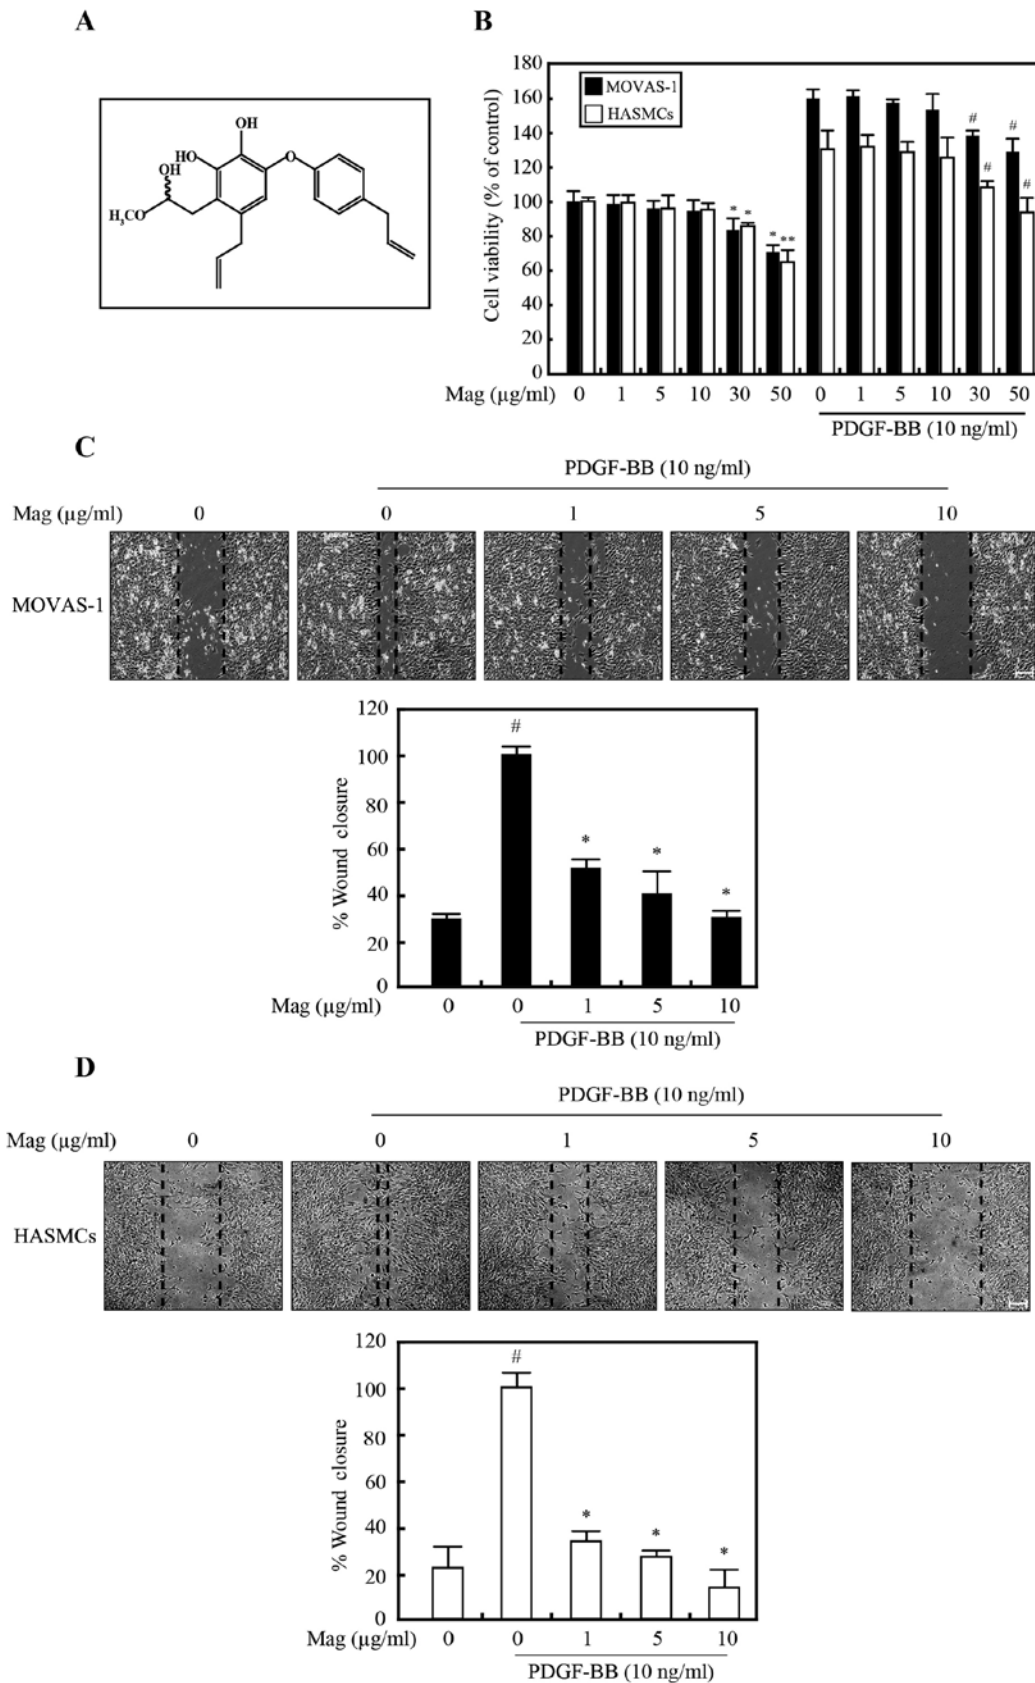 A
OH
HO
OH
O
H₃CO
B
Cell viability (% of control)
180
160
140
120
100
80
60
40
20
0
MOVAS-1
HASMCs
* *
* **
#
#
#
#
Mag (µg/ml) 0 1 5 10 30 50 0 1 5 10 30 50
PDGF-BB (10 ng/ml)
C
PDGF-BB (10 ng/ml)
Mag (µg/ml) 0 0 1 5 10
MOVAS-1
% Wound closure
120
100
80
60
40
20
0
#
*
*
*
Mag (µg/ml) 0 0 1 5 10
PDGF-BB (10 ng/ml)
D
PDGF-BB (10 ng/ml)
Mag (µg/ml) 0 0 1 5 10
HASMCs
% Wound closure
120
100
80
60
40
20
0
#
*
*
*
Mag (µg/ml) 0 0 1 5 10
PDGF-BB (10 ng/ml)